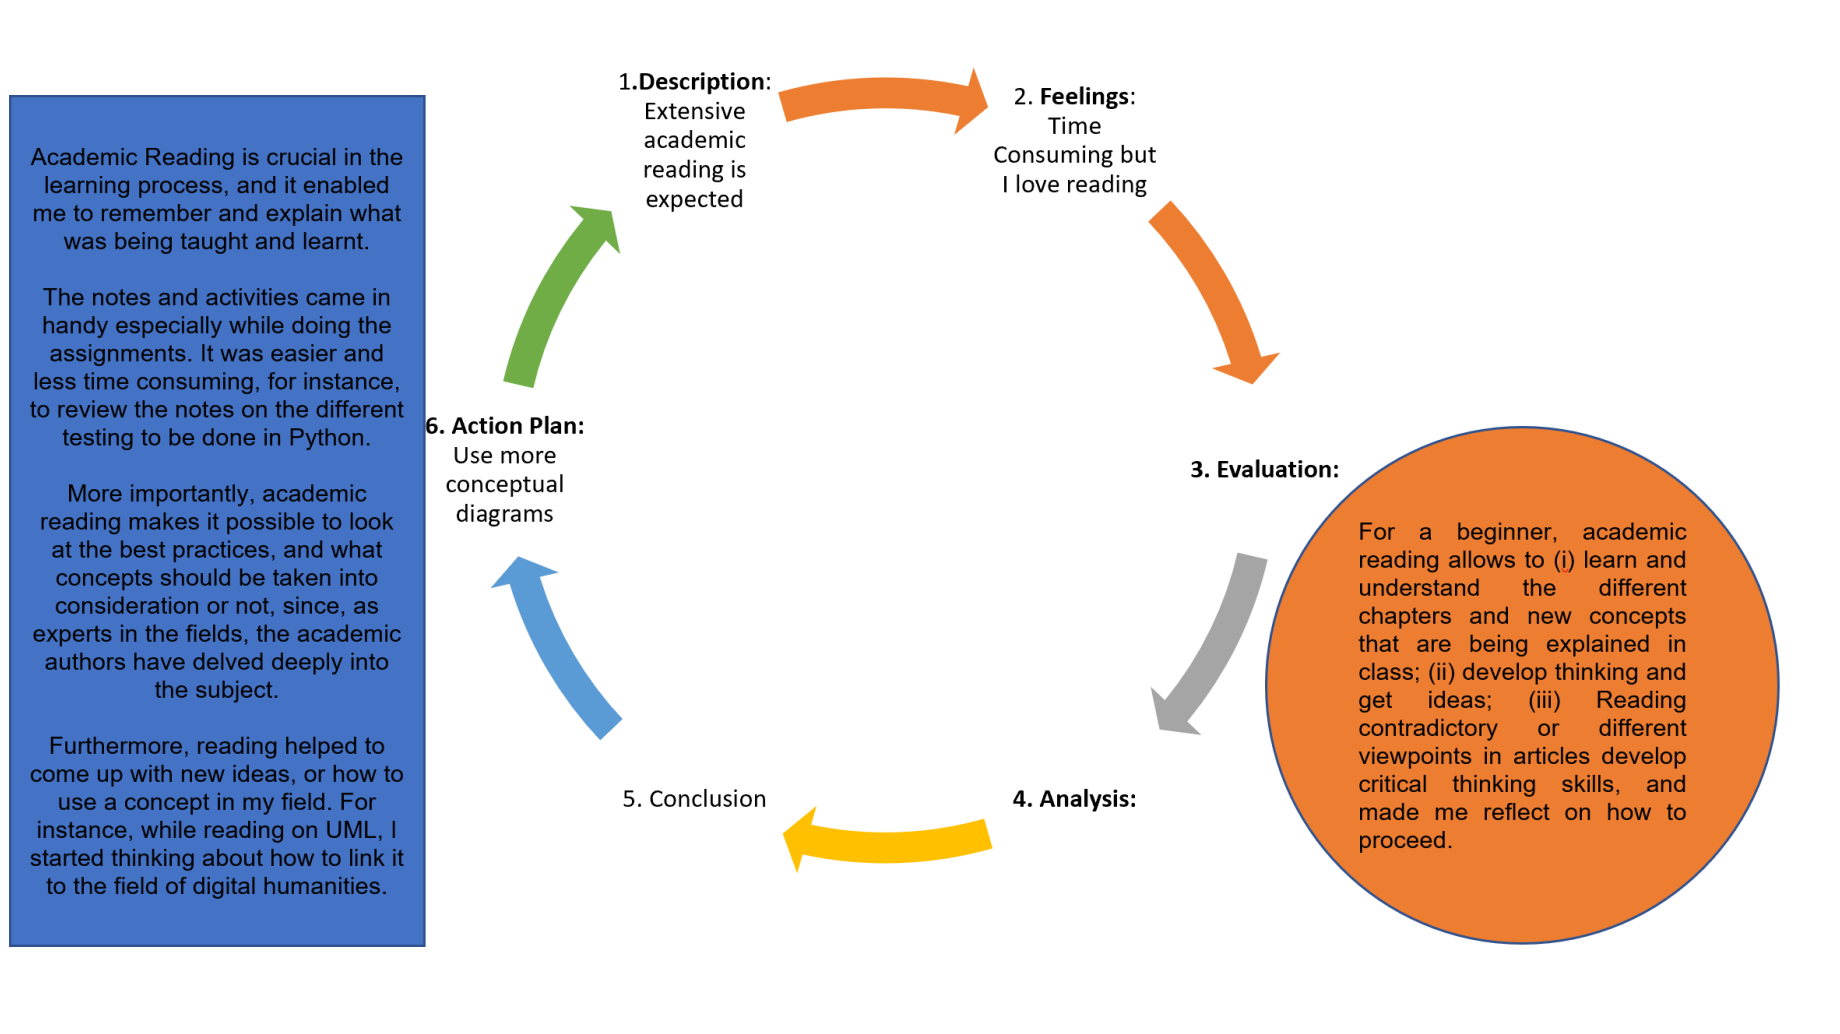 Academic Reading is crucial in the
learning process, and it enabled
me to remember and explain what
was being taught and learnt.
The notes and activities came in
handy especially while doing the
assignments. It was easier and
less time consuming, for instance,
to review the notes on the different
testing to be done in Python.
More importantly, academic
reading makes it possible to look
at the best practices, and what
concepts should be taken into
consideration or not, since, as
experts in the fields, the academic
authors have delved deeply into
the subject.
Furthermore, reading helped to
come up with new ideas, or how to
use a concept in my field. For
instance, while reading on UML, I
started thinking about how to link it
to the field of digital humanities.
1.Description:
Extensive
academic
reading is
expected
2. Feelings:
Time
Consuming but
I love reading
3. Evaluation:
For a beginner, academic
reading allows to (i) learn and
understand the different
chapters and new concepts
that are being explained in
class; (ii) develop thinking and
get ideas; (iii) Reading
contradictory or different
viewpoints in articles develop
critical thinking skills, and
made me reflect on how to
proceed.
4. Analysis:
5. Conclusion
6. Action Plan:
Use more
conceptual
diagrams